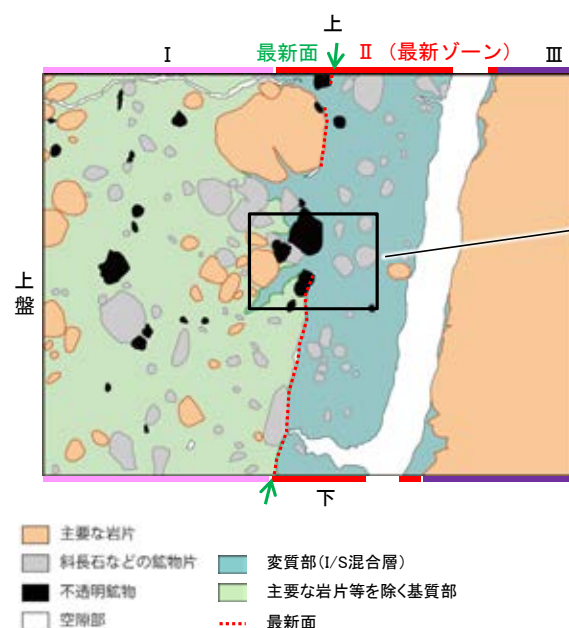 上
Ⅰ 最新面 Ⅱ (最新ゾーン) Ⅲ
上盤
下
主要な岩片
斜長石などの鉱物片
不透明鉱物
空隙部
変質部(I/S混合層)
主要な岩片等を除く基質部
最新面